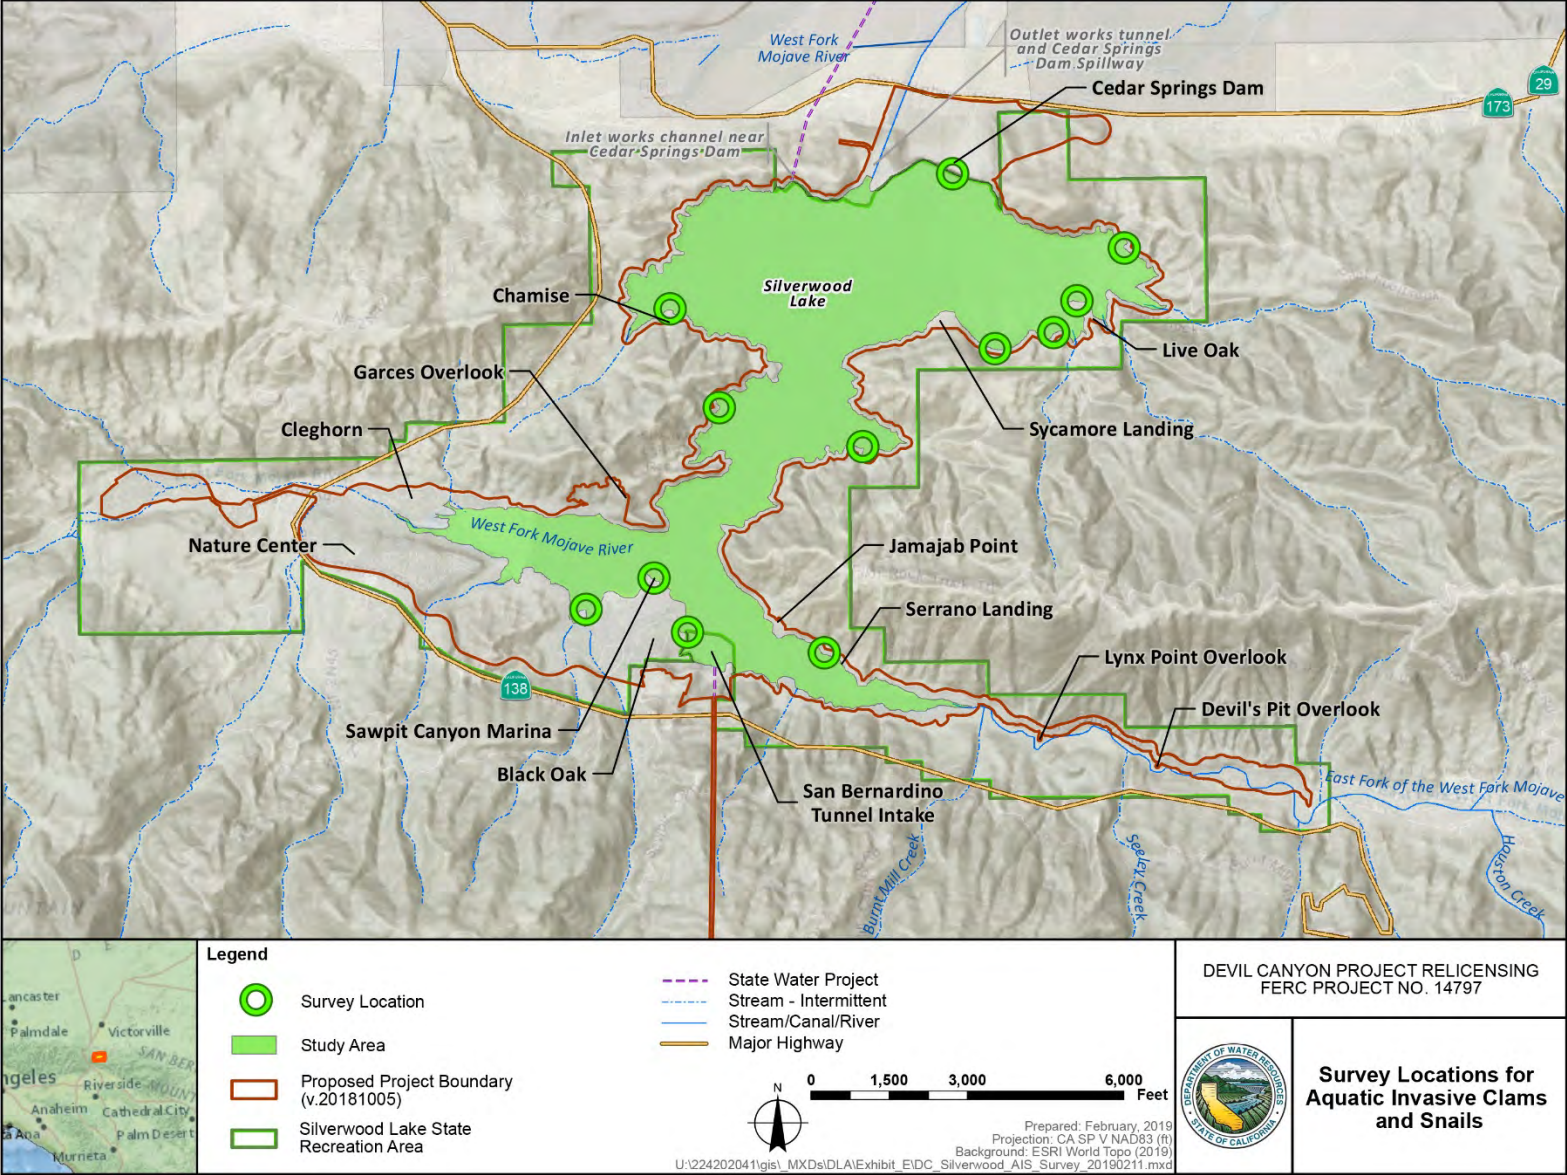 West Fork
Mojave River
Outlet works tunnel
and Cedar Springs
Dam Spillway
Cedar Springs Dam
29
173
Inlet works channel near
Cedar Springs Dam
Silverwood
Lake
Chamise
Live Oak
Garces Overlook
Cleghorn
Sycamore Landing
West Fork Mojave River
Nature Center
Jamajab Point
Serrano Landing
Lynx Point Overlook
138
Devil's Pit Overlook
Sawpit Canyon Marina
Black Oak
San Bernardino
Tunnel Intake
East Fork of the West Fork Mojave
Burnt Mill Creek
Seeley Creek
Houston Creek
UNTAIN
Legend
Survey Location
Study Area
Proposed Project Boundary
(v.20181005)
Silverwood Lake State
Recreation Area
State Water Project
Stream - Intermittent
Stream/Canal/River
Major Highway
N
0 1,500 3,000 6,000
Feet
Prepared: February, 2019
Projection: CA SP V NAD83 (ft)
Background: ESRI World Topo (2019)
U:\224202041\gis\_MXDs\DLA\Exhibit_E\DC_Silverwood_AIS_Survey_20190211.mxd
DEVIL CANYON PROJECT RELICENSING
FERC PROJECT NO. 14797
DEPARTMENT OF WATER RESOURCES
STATE OF CALIFORNIA
Survey Locations for
Aquatic Invasive Clams
and Snails
D E
ancaster
Palmdale
Victorville
SAN BER
ngeles
Riverside
MOUNT
Anaheim
Cathedral City
a Ana
Palm Desert
Murrieta